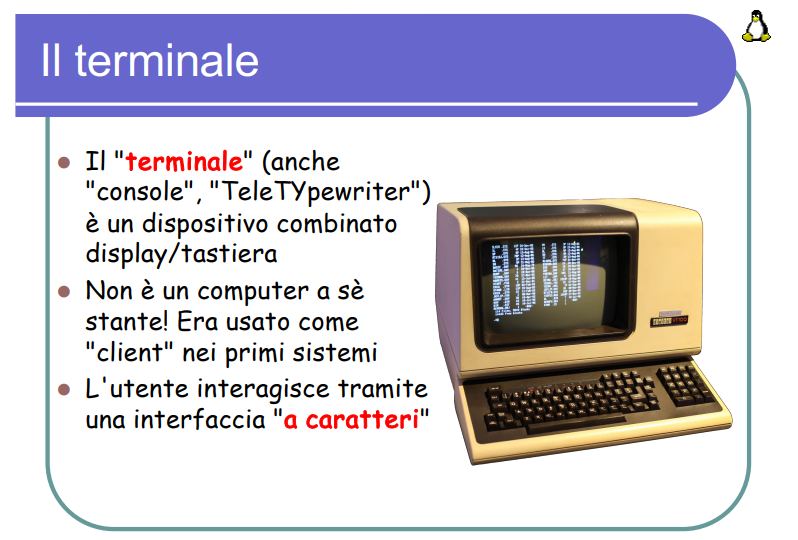 Il terminale
Il "terminale" (anche
"console", "TeleTYpewriter")
è un dispositivo combinato
display/tastiera
Non è un computer a sè
stante! Era usato come
"client" nei primi sistemi
L'utente interagisce tramite
una interfaccia "a caratteri"